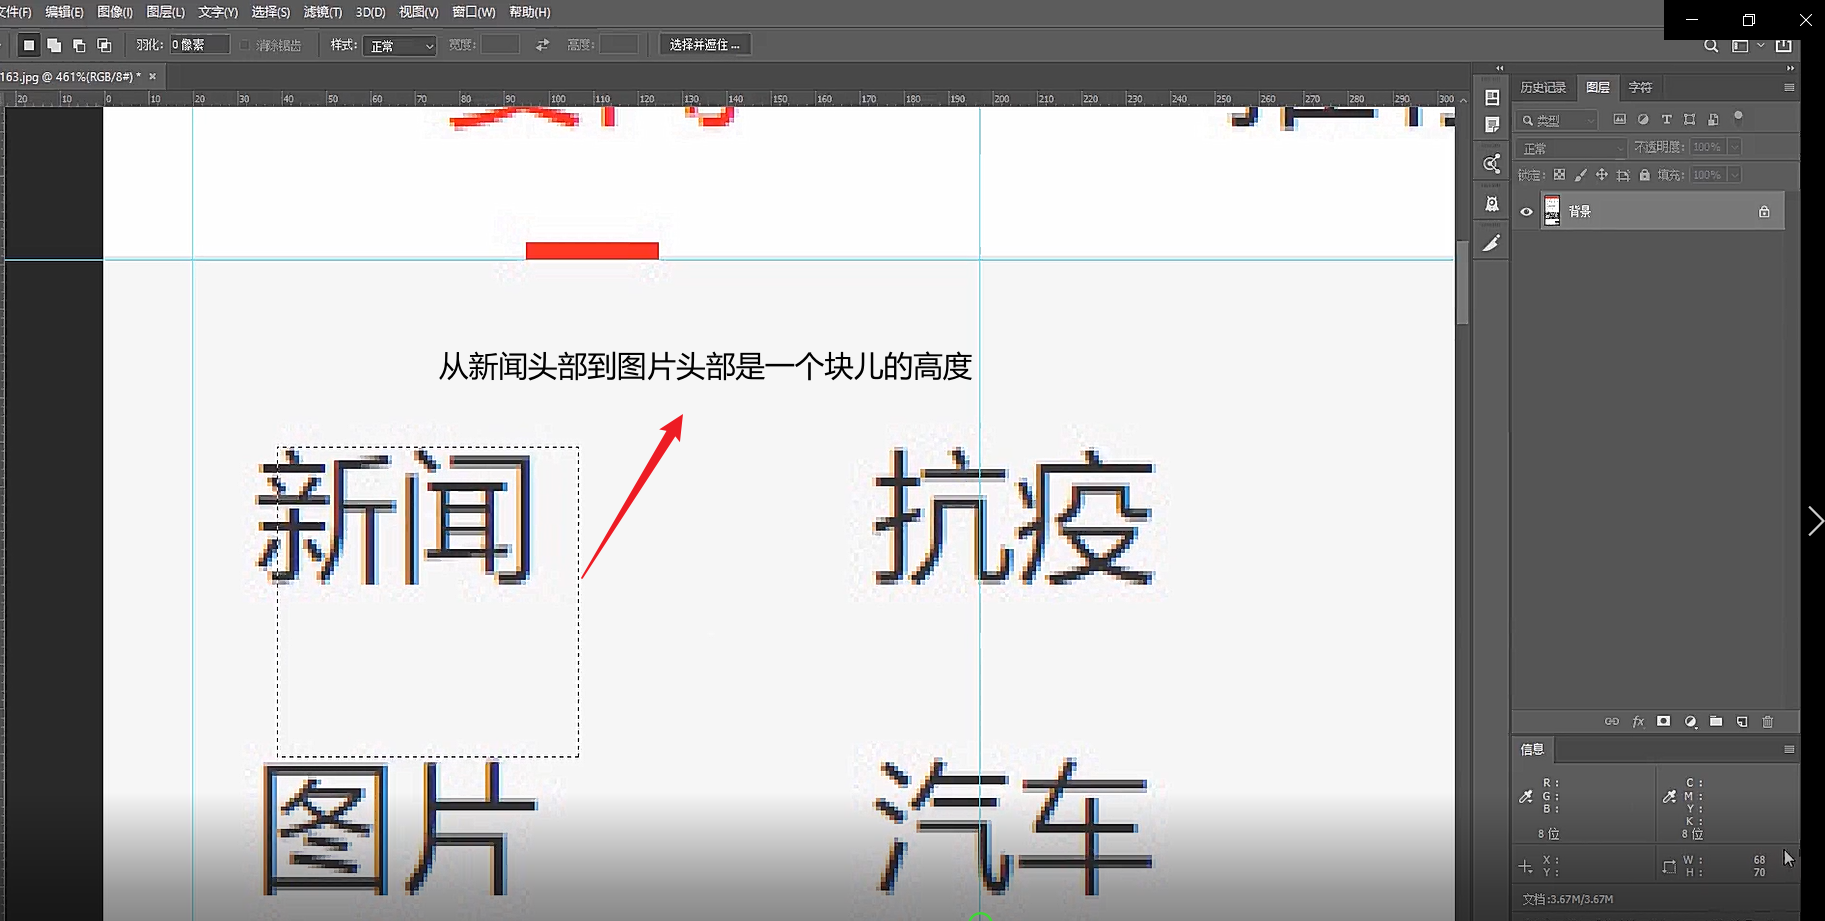 文件(F) 编辑(E) 图像(I) 图层(L) 文字(Y) 选择(S) 滤镜(T) 3D(D) 视图(V) 窗口(W) 帮助(H)
羽化: 0 像素 消除锯齿 样式: 正常 宽度: 高度: 选择并遮住 ...
163.jpg @ 461%(RGB/8#) * ×
20 10 0 10 20 30 40 50 60 70 80 90 100 110 120 130 140 150 160 170 180 190 200 210 220 230 240 250 260 270 280 290 300
历史记录 图层 字符
类型
正常 不透明度: 100%
锁定: 填充: 100%
背景
从新闻头部到图片头部是一个块儿的高度
新闻 抗疫
图片 汽车
fx
信息
R :
G :
B :
8 位
C :
M :
Y :
K :
8 位
X :
Y :
W : 68
H : 70
文档:3.67M/3.67M